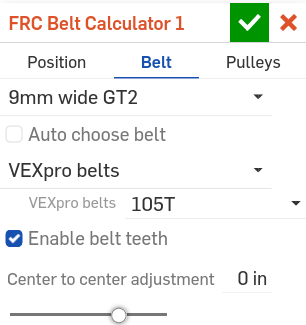 FRC Belt Calculator 1
Position Belt Pulleys
9mm wide GT2
Auto choose belt
VEXpro belts
VEXpro belts 105T
Enable belt teeth
Center to center adjustment 0 in